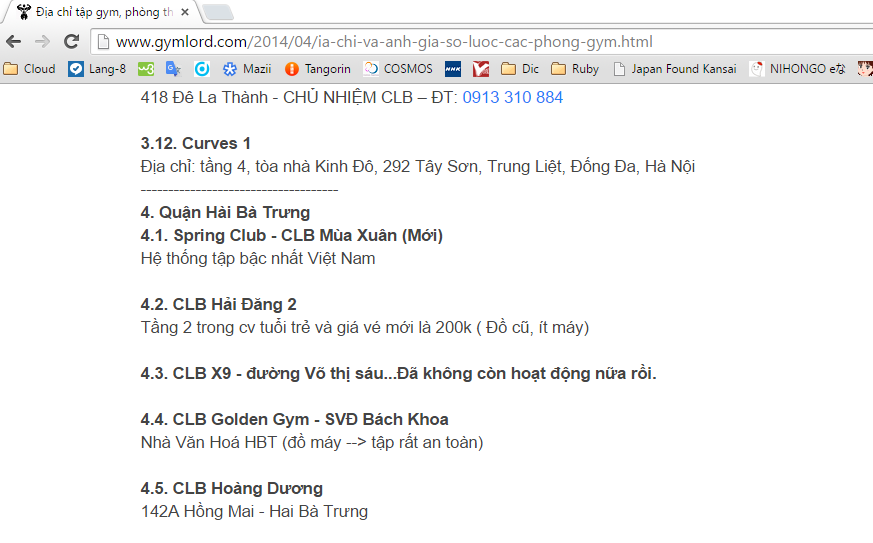 Địa chỉ tập gym, phòng th
www.gymlord.com/2014/04/ia-chi-va-anh-gia-so-luoc-cac-phong-gym.html
Cloud Lang-8 Mazii Tangorin COSMOS NHK Dic Ruby Japan Found Kansai NIHONGO eな
418 Đê La Thành - CHỦ NHIỆM CLB – ĐT: 0913 310 884
3.12. Curves 1
Địa chỉ: tầng 4, tòa nhà Kinh Đô, 292 Tây Sơn, Trung Liệt, Đống Đa, Hà Nội
------------------------------------
4. Quận Hải Bà Trưng
4.1. Spring Club - CLB Mùa Xuân (Mới)
Hệ thống tập bậc nhất Việt Nam
4.2. CLB Hải Đăng 2
Tầng 2 trong cv tuổi trẻ và giá vé mới là 200k ( Đồ cũ, ít máy)
4.3. CLB X9 - đường Võ thị sáu...Đã không còn hoạt động nữa rồi.
4.4. CLB Golden Gym - SVĐ Bách Khoa
Nhà Văn Hoá HBT (đồ máy --> tập rất an toàn)
4.5. CLB Hoàng Dương
142A Hồng Mai - Hai Bà Trưng